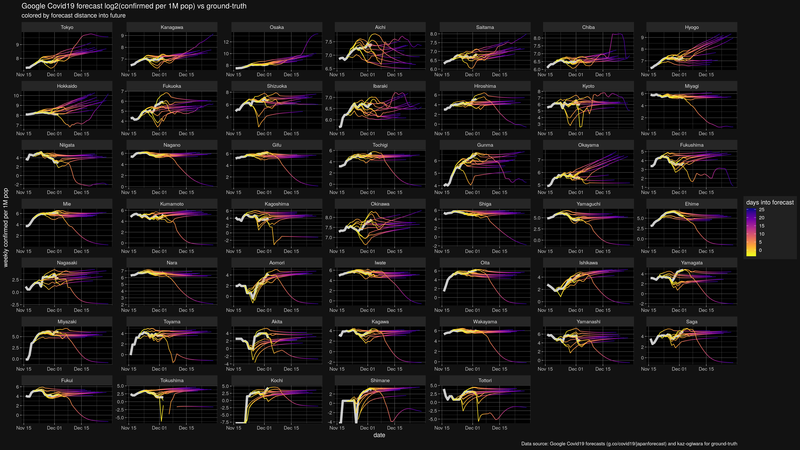 Google Covid19 forecast log2(confirmed per 1M pop) vs ground-truth
colored by forecast distance into future
Tokyo Kanagawa Osaka Aichi Saitama Chiba Hyogo
Hokkaido Fukuoka Shizuoka Ibaraki Hiroshima Kyoto Miyagi
Niigata Nagano Gifu Tochigi Gunma Okayama Fukushima
Mie Kumamoto Kagoshima Okinawa Shiga Yamaguchi Ehime
Nagasaki Nara Aomori Iwate Oita Ishikawa Yamagata
Miyazaki Toyama Akita Kagawa Wakayama Yamanashi Saga
Fukui Tokushima Kochi Shimane Tottori
Nov 15 Dec 01 Dec 15
weekly confirmed per 1M pop
date
days into forecast
25
20
15
10
5
0
Data source: Google Covid19 forecasts (g.co/covid19/japanforecast) and kaz-ogiwara for ground-truth